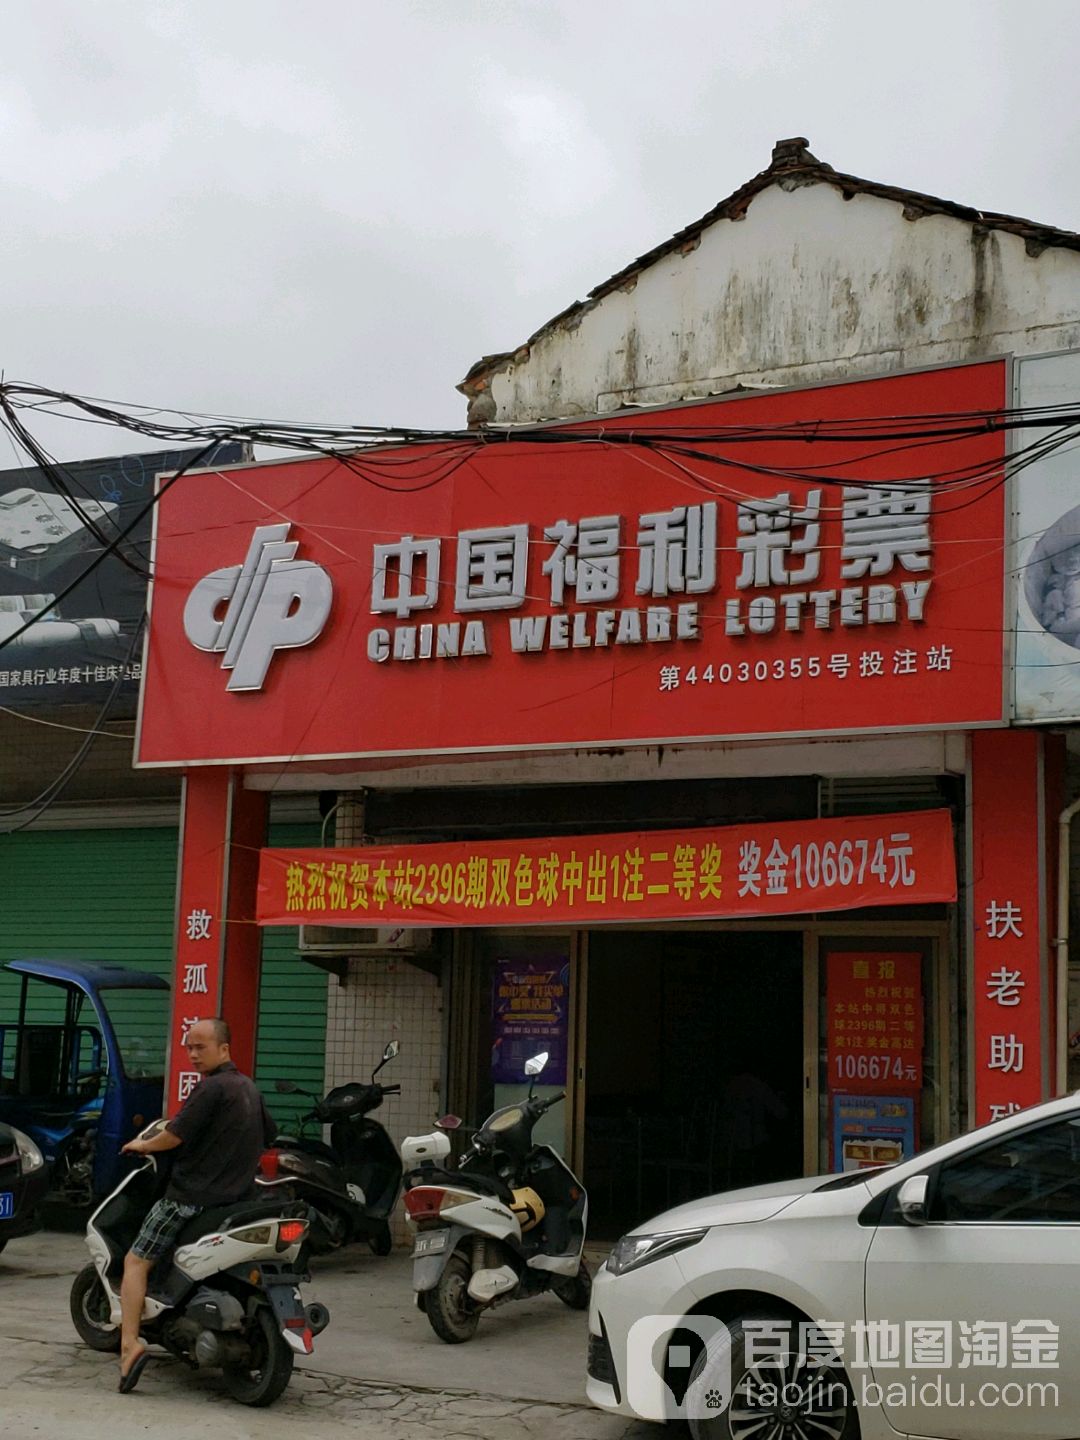 中国福利彩票
CHINA WELFARE LOTTERY
第44030355号投注站
国家具行业年度十佳床垫品
热烈祝贺本站2396期双色球中出1注二等奖 奖金106674元
救孤济困
扶老助残
喜报
热烈祝贺
本站中得双色
球2396期二等
奖1注 奖金高达
106674元
百度地图淘金
taojin.baidu.com